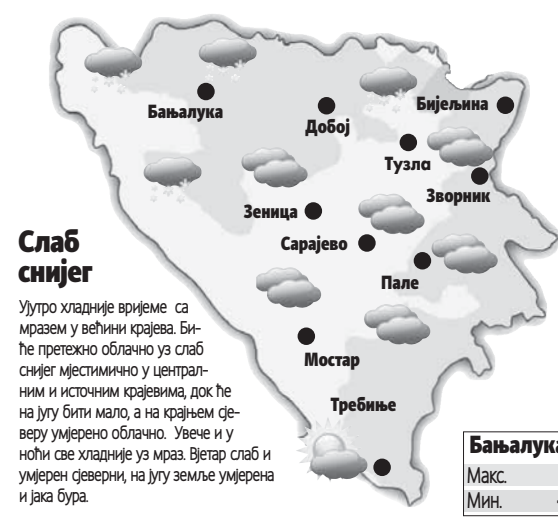 Бањалука
Добој
Бијељина
Тузла
Зворник
Зеница
Сарајево
Пале
Мостар
Требиње
Слаб
снијег
Ујутро хладније вријеме са
мразем у већини крајева. Би-
ће претежно облачно уз слаб
снијег мјестимично у централ-
ним и источним крајевима, док ће
на југу бити мало, а на крајњем сје-
веру умјерено облачно. Увече и у
ноћи све хладније уз мраз. Вјетар слаб и
умјерен сјеверни, на југу земље умјерена
и јака бура.
Бањалука
Макс.
Мин.